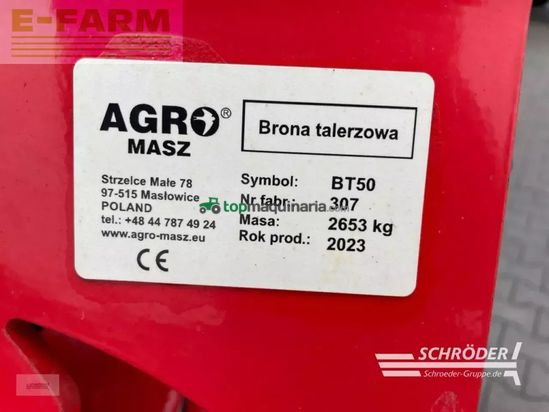 E-FARM
AGRO®
MASZ
Brona talerzowa
Strzelce Małe 78
97-515 Masłowice
POLAND
tel.: +48 44 787 49 24
www.agro-masz.eu
CE
Symbol: BT50
Nr fabr.: 307
Masa: 2653 kg
Rok prod.: 2023
topmaquinaria.com
SCHRÖDER
Schroeder-Gruppe.de